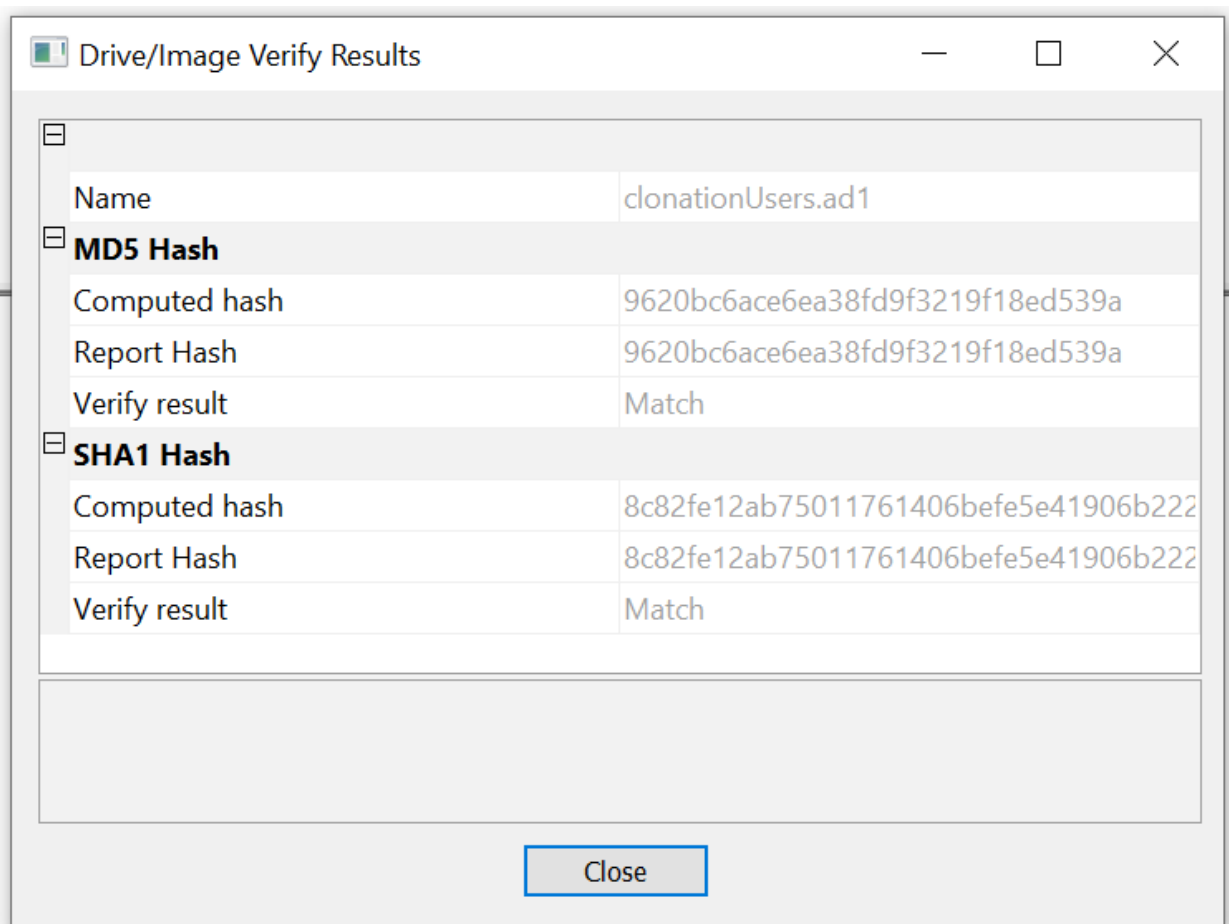 Drive/Image Verify Results
Name clonationUsers.ad1
MD5 Hash
Computed hash 9620bc6ace6ea38fd9f3219f18ed539a
Report Hash 9620bc6ace6ea38fd9f3219f18ed539a
Verify result Match
SHA1 Hash
Computed hash 8c82fe12ab75011761406befe5e41906b222
Report Hash 8c82fe12ab75011761406befe5e41906b222
Verify result Match
Close